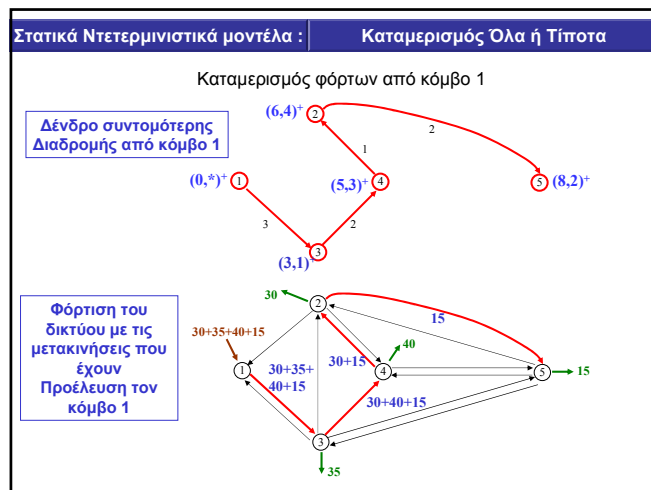 Στατικά Ντετερμινιστικά μοντέλα : Καταμερισμός Όλα ή Τίποτα
Καταμερισμός φόρτων από κόμβο 1
Δένδρο συντομότερης
Διαδρομής από κόμβο 1
(6,4)+
2
2
1
(0,*)+
1
(5,3)+
4
5
(8,2)+
3
2
3
(3,1)+
Φόρτιση του
δικτύου με τις
μετακινήσεις που
έχουν
Προέλευση τον
κόμβο 1
30
2
15
30+35+40+15
40
30+15
1
30+35+
40+15
4
5
15
30+40+15
3
35